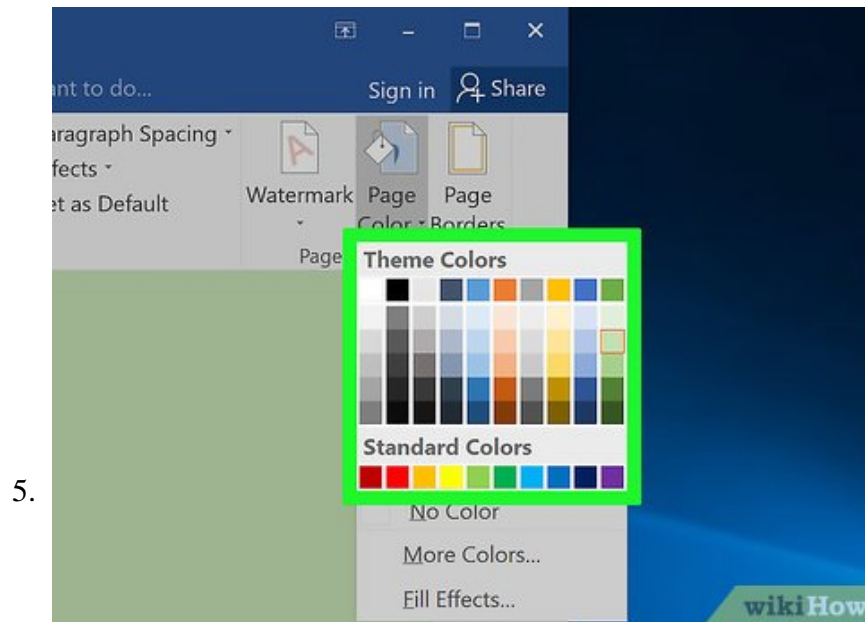 ant to do...
Sign in
Share
aragraph Spacing
fects
et as Default
Watermark
Page
Color
Page
Borders
Page
Theme Colors
Standard Colors
No Color
More Colors...
Fill Effects...
5.
wikiHow